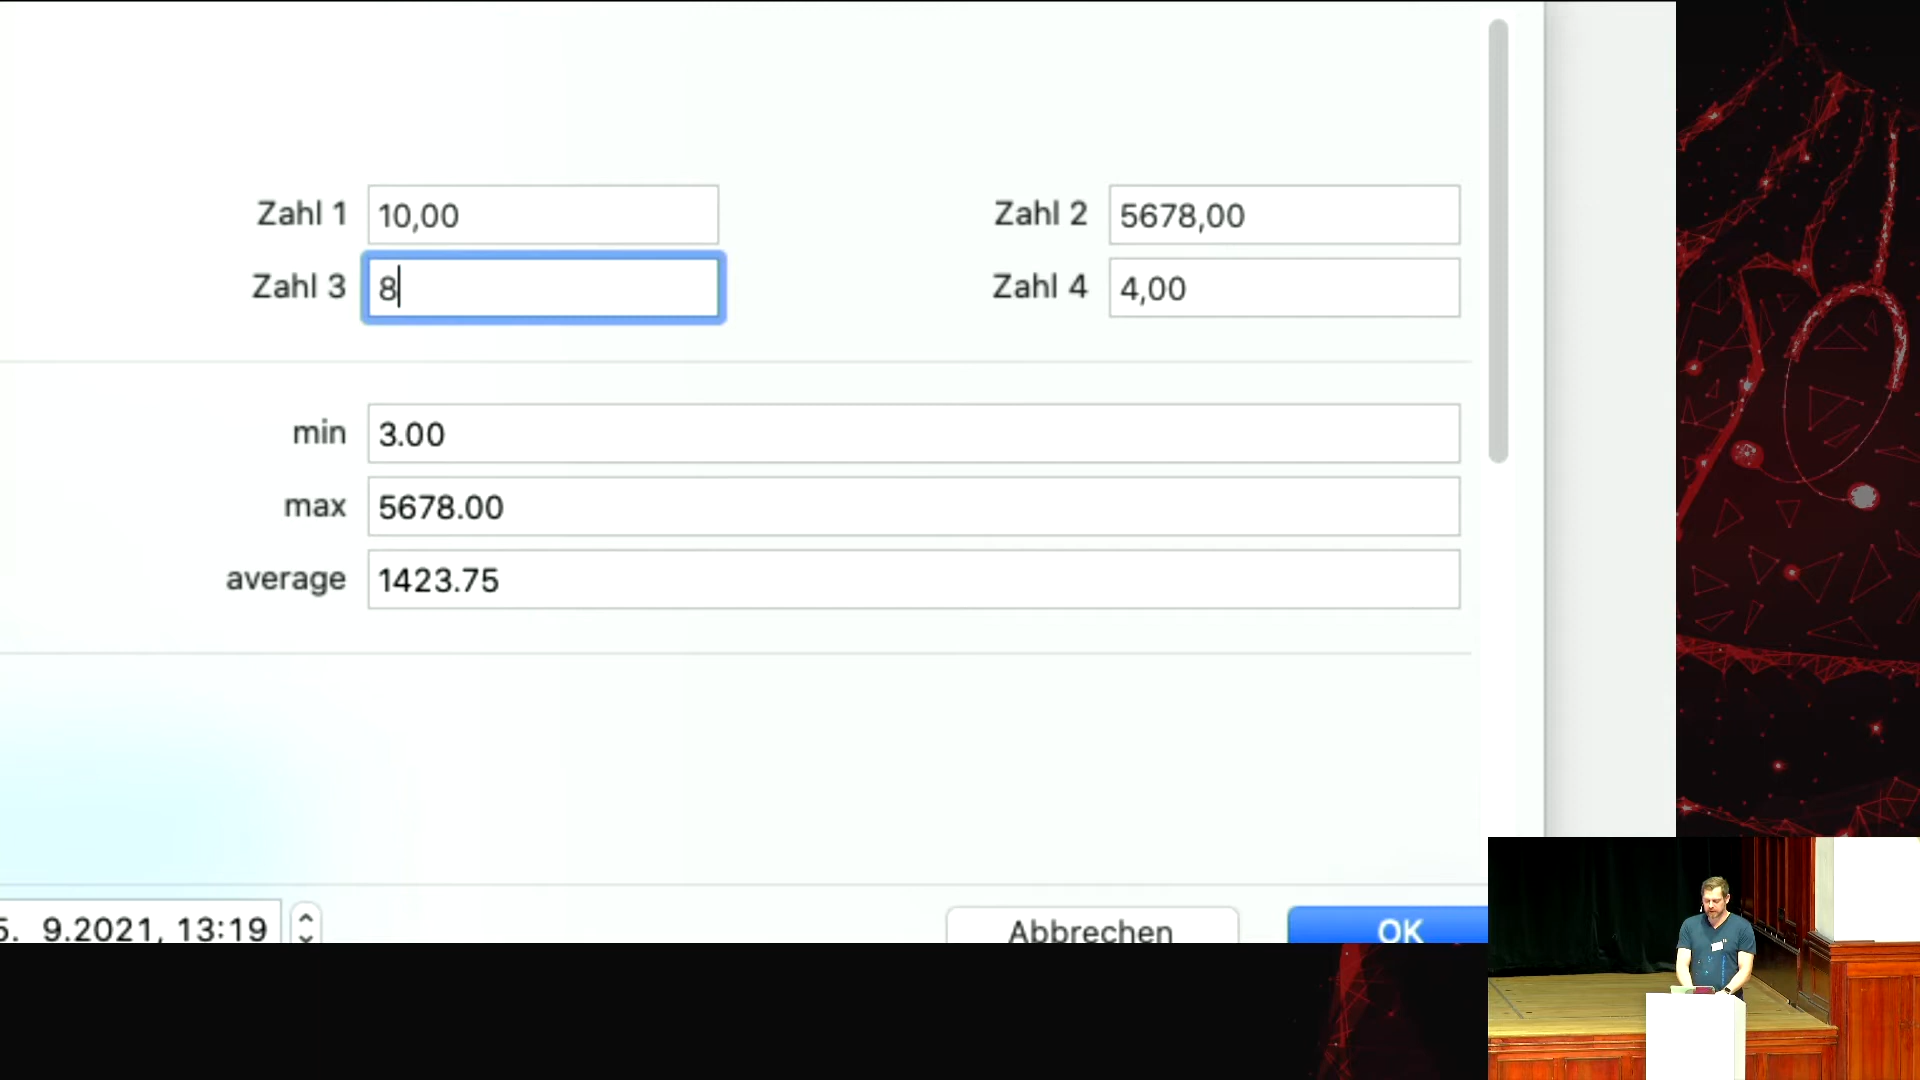 Zahl 1 10,00 Zahl 2 5678,00
Zahl 3 8 Zahl 4 4,00
min 3.00
max 5678.00
average 1423.75
5. 9.2021, 13:19 Abbrechen OK